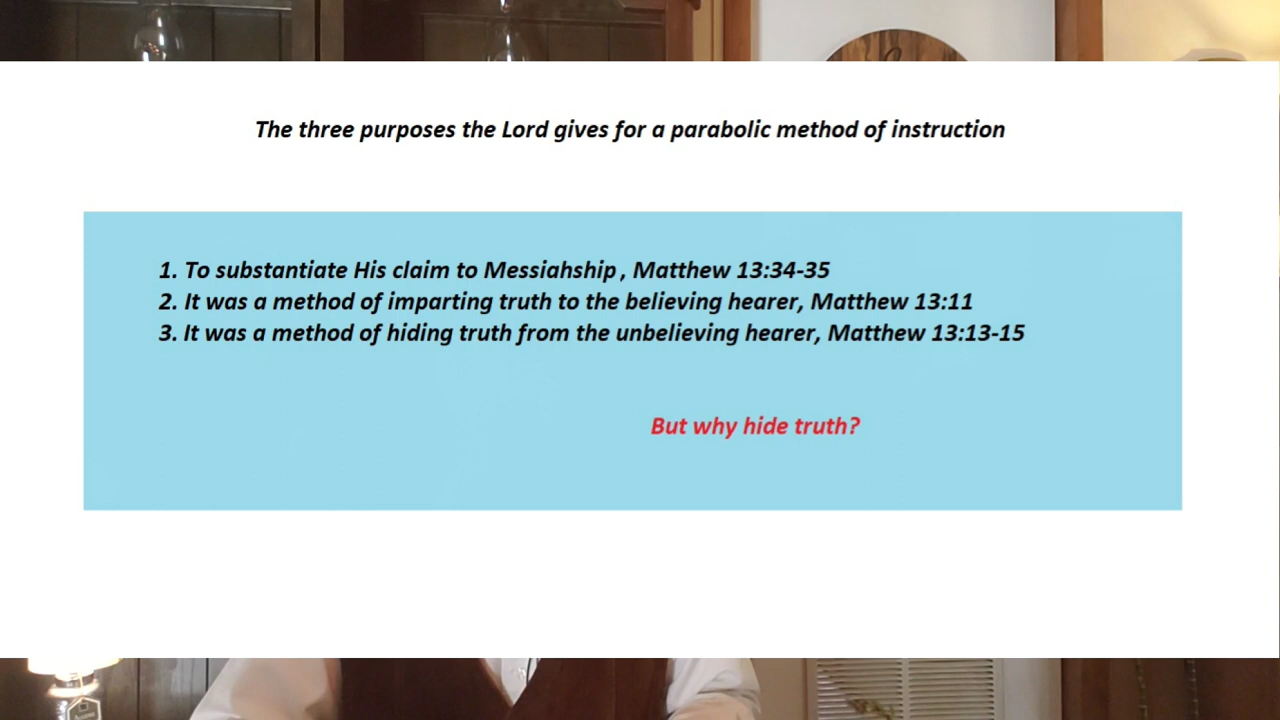 The three purposes the Lord gives for a parabolic method of instruction
1. To substantiate His claim to Messiahship , Matthew 13:34-35
2. It was a method of imparting truth to the believing hearer, Matthew 13:11
3. It was a method of hiding truth from the unbelieving hearer, Matthew 13:13-15
But why hide truth?